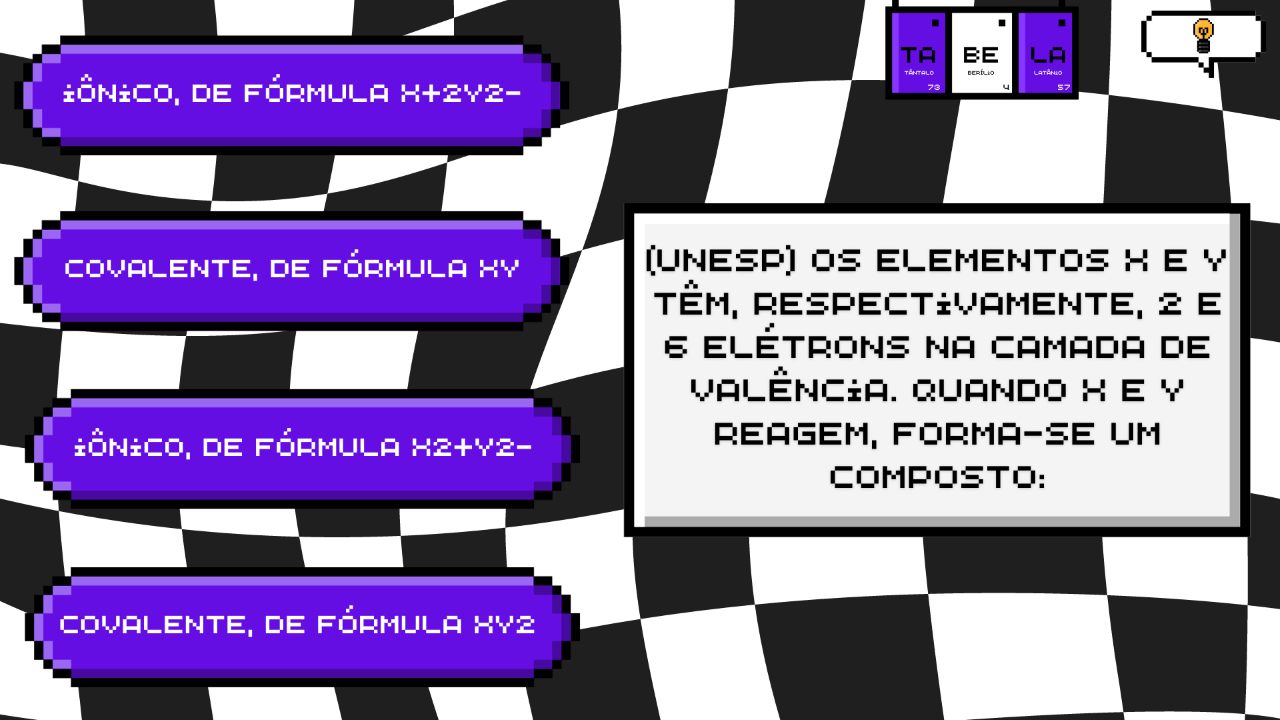 TA BE LA
TÂNTALO BERÍLIO LATÂNIO
73 4 57
IÔNICO, DE FÓRMULA X+2Y2-
COVALENTE, DE FÓRMULA XY
IÔNICO, DE FÓRMULA X2+Y2-
COVALENTE, DE FÓRMULA XY2
(UNESP) OS ELEMENTOS X E Y
TÊM, RESPECTIVAMENTE, 2 E
6 ELÉTRONS NA CAMADA DE
VALÊNCIA. QUANDO X E Y
REAGEM, FORMA-SE UM
COMPOSTO: